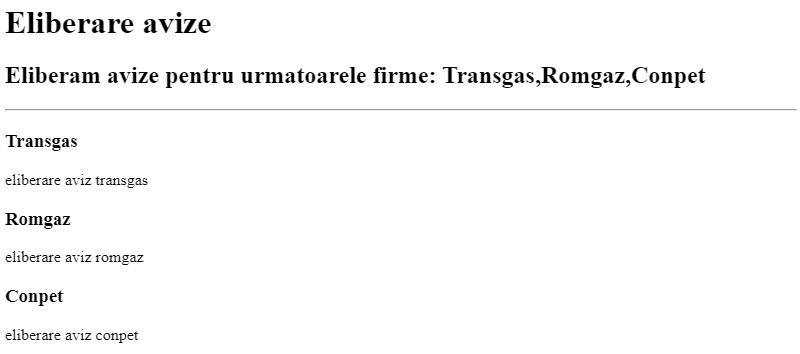 Eliberare avize
Eliberam avize pentru urmatoarele firme: Transgas,Romgaz,Conpet
Transgas
eliberare aviz transgas
Romgaz
eliberare aviz romgaz
Conpet
eliberare aviz conpet